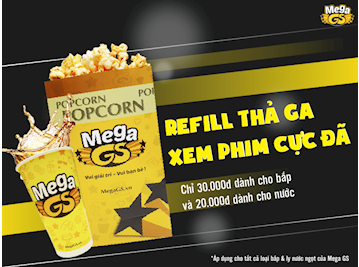 Mega
GS
POPCORN
POPCORN
Mega
GS
Vui giải trí - Vui bạn bè!
MegaGS.vn
Mega
GS
REFILL THẢ GA
XEM PHIM CỰC ĐÃ
Chỉ 30.000đ dành cho bắp
và 20.000đ dành cho nước
*Áp dụng cho tất cả loại bắp & ly nước ngọt của Mega GS